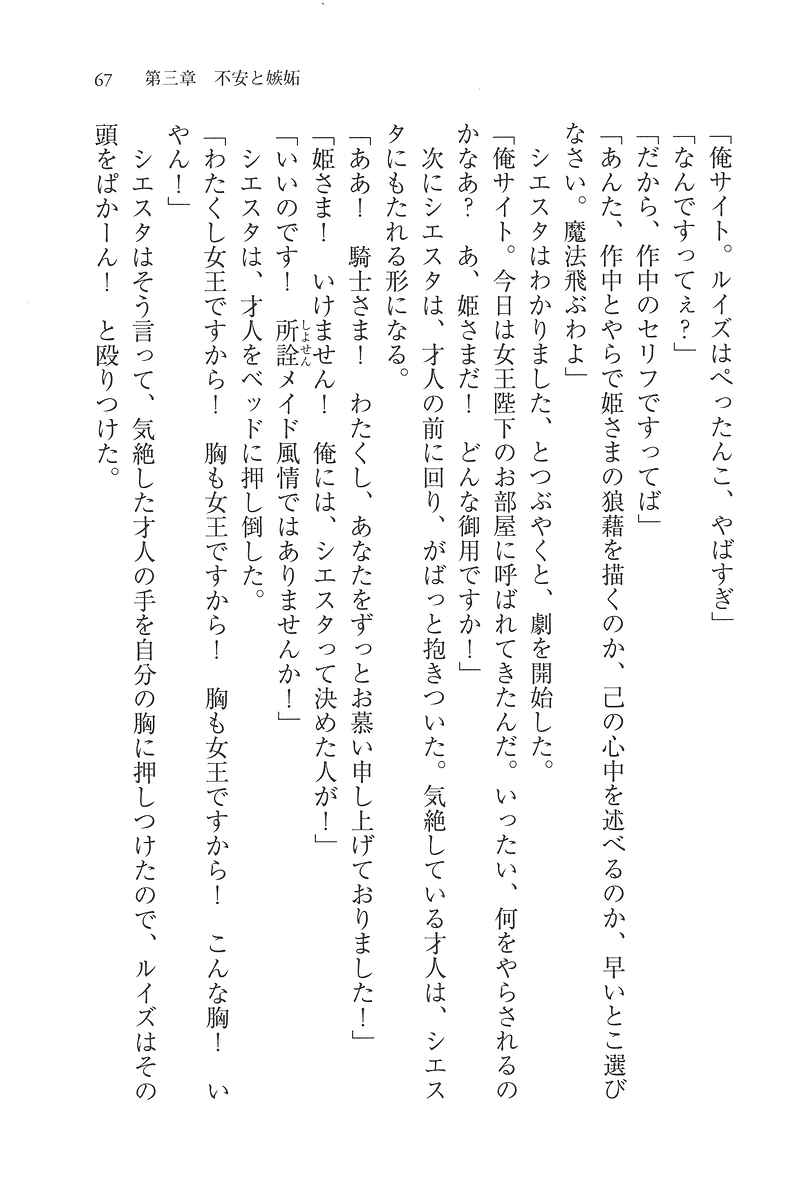 67 第三章 不安と嫉妬
「俺サイト。ルイズはぺったんこ、やばすぎ」
「なんですってぇ?」
「だから、作中のセリフですってば」
「あんた、作中とやらで姫さまの狼藉を描くのか、己の心中を述べるのか、早いとこ選び
なさい。魔法飛ぶわよ」
シエスタはわかりました、とつぶやくと、劇を開始した。
「俺サイト。今日は女王陛下のお部屋に呼ばれてきたんだ。いったい、何をやらされるの
かなあ? あ、姫さまだ! どんな御用ですか!」
次にシエスタは、才人の前に回り、がばっと抱きついた。気絶している才人は、シエス
タにもたれる形になる。
「ああ! 騎士さま! わたくし、あなたをずっとお慕い申し上げておりました!」
「姫さま! いけません! 俺には、シエスタって決めた人が!」
「いいのです! 所詮メイド風情ではありませんか!」
しょせん
シエスタは、才人をベッドに押し倒した。
「わたくし女王ですから! 胸も女王ですから! 胸も女王ですから! こんな胸! い
やん!」
シエスタはそう言って、気絶した才人の手を自分の胸に押しつけたので、ルイズはその
頭をぱかーん! と殴りつけた。